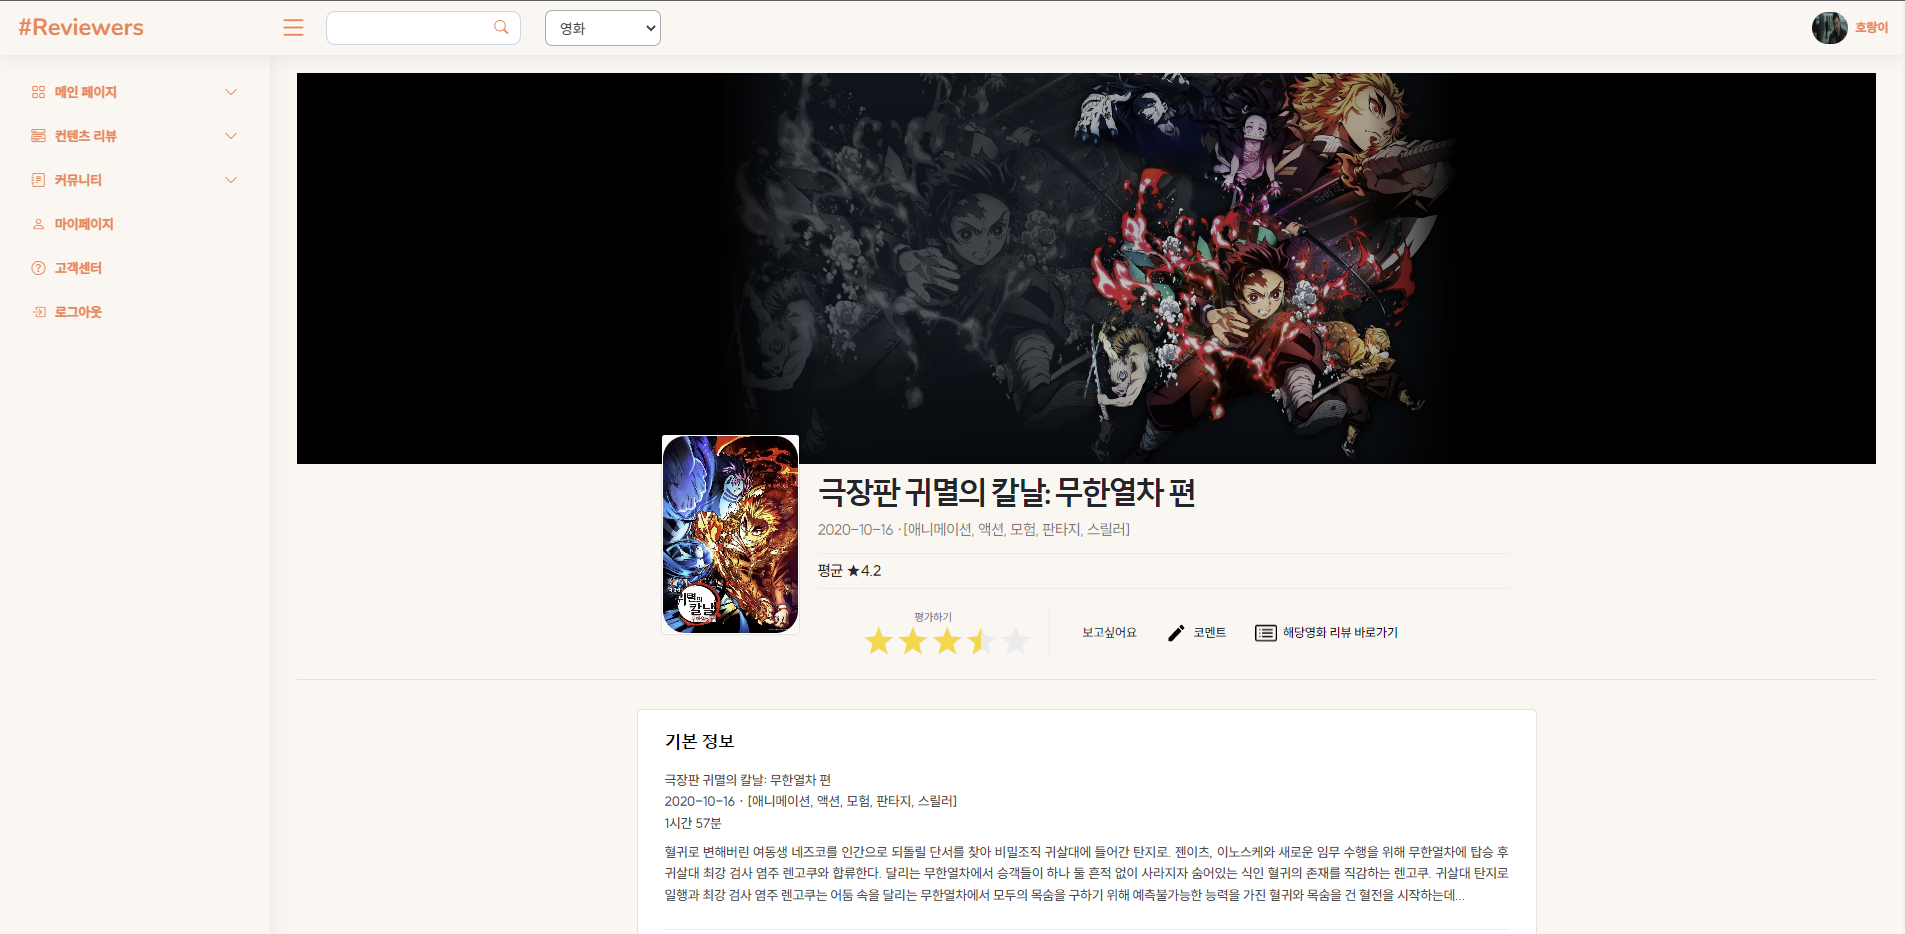 #Reviewers
영화
호랑이
메인 페이지
컨텐츠 리뷰
커뮤니티
마이페이지
고객센터
로그아웃
귀멸의
칼날
극장판 귀멸의 칼날: 무한열차 편
2020-10-16 ·[애니메이션, 액션, 모험, 판타지, 스릴러]
평균 ★4.2
평가하기
보고싶어요
코멘트
해당영화 리뷰 바로가기
기본 정보
극장판 귀멸의 칼날: 무한열차 편
2020-10-16 · [애니메이션, 액션, 모험, 판타지, 스릴러]
1시간 57분
혈귀로 변해버린 여동생 네즈코를 인간으로 되돌릴 단서를 찾아 비밀조직 귀살대에 들어간 탄지로. 젠이츠, 이노스케와 새로운 임무 수행을 위해 무한열차에 탑승 후
귀살대 최강 검사 염주 렌고쿠와 합류한다. 달리는 무한열차에서 승객들이 하나 둘 흔적 없이 사라지자 숨어있는 식인 혈귀의 존재를 직감하는 렌고쿠. 귀살대 탄지로
일행과 최강 검사 염주 렌고쿠는 어둠 속을 달리는 무한열차에서 모두의 목숨을 구하기 위해 예측불가능한 능력을 가진 혈귀와 목숨을 건 혈전을 시작하는데...